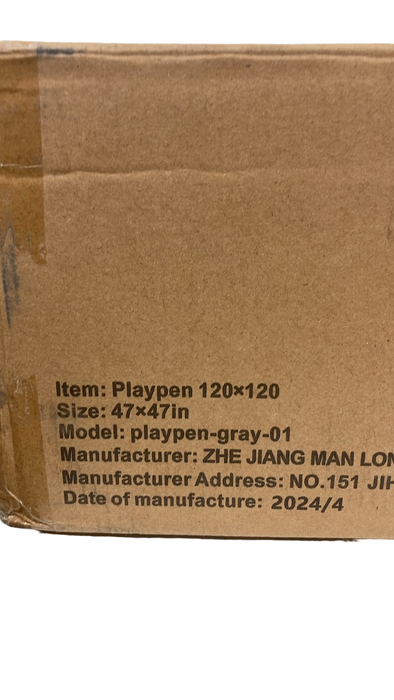 Item: Playpen 120×120
Size: 47×47in
Model: playpen-gray-01
Manufacturer: ZHE JIANG MAN
Manufacturer Address: NO.151
Date of manufacture: 2024/4